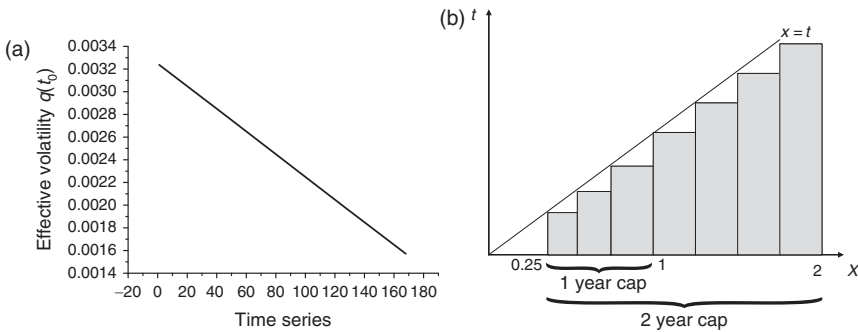 (a)
Effective volatility q(t0)
0.0034
0.0032
0.0030
0.0028
0.0026
0.0024
0.0022
0.0020
0.0018
0.0016
0.0014
−20 0 20 40 60 80 100 120 140 160 180
Time series
(b)
t
x = t
0.25
1
2
X
1 year cap
2 year cap